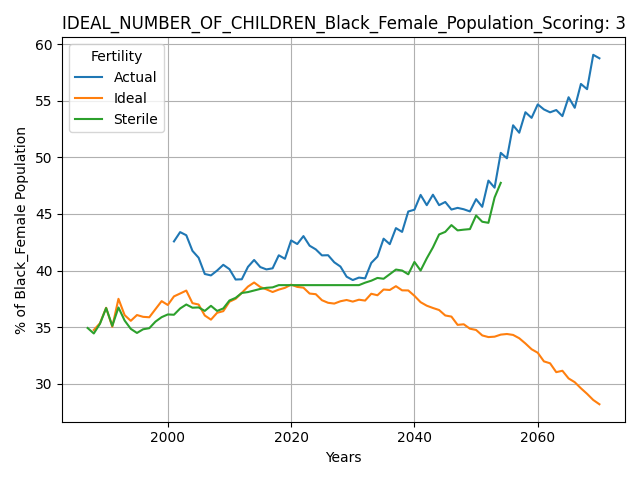 IDEAL_NUMBER_OF_CHILDREN_Black_Female_Population_Scoring: 3
Fertility
Actual
Ideal
Sterile
% of Black_Female Population
60
55
50
45
40
35
30
2000
2020
2040
2060
Years